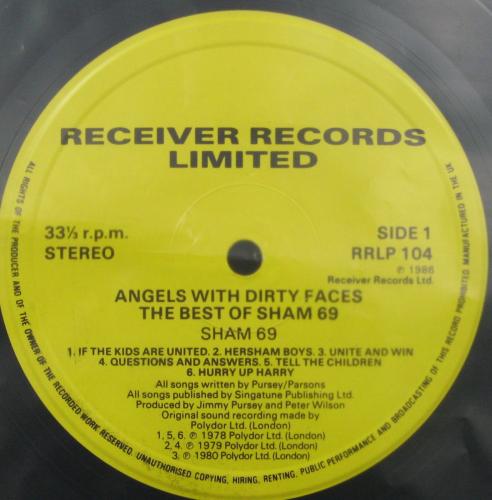 RECEIVER RECORDS
LIMITED
33⅓ r.p.m.
STEREO
SIDE 1
RRLP 104
℗ 1986
Receiver Records Ltd.
ANGELS WITH DIRTY FACES
THE BEST OF SHAM 69
SHAM 69
1. IF THE KIDS ARE UNITED. 2. HERSHAM BOYS. 3. UNITE AND WIN
4. QUESTIONS AND ANSWERS. 5. TELL THE CHILDREN
6. HURRY UP HARRY
All songs written by Pursey/Parsons
All songs published by Singatune Publishing Ltd.
Produced by Jimmy Pursey and Peter Wilson
Original sound recording made by
Polydor Ltd. (London)
1, 5, 6. ℗ 1978 Polydor Ltd. (London)
2, 4. ℗ 1979 Polydor Ltd. (London)
3. ℗ 1980 Polydor Ltd. (London)
ALL RIGHTS OF THE PRODUCER AND OF THE OWNER OF THE RECORDED WORK RESERVED. UNAUTHORISED COPYING, HIRING, RENTING, PUBLIC PERFORMANCE AND BROADCASTING OF THIS RECORD PROHIBITED. MANUFACTURED IN THE UK